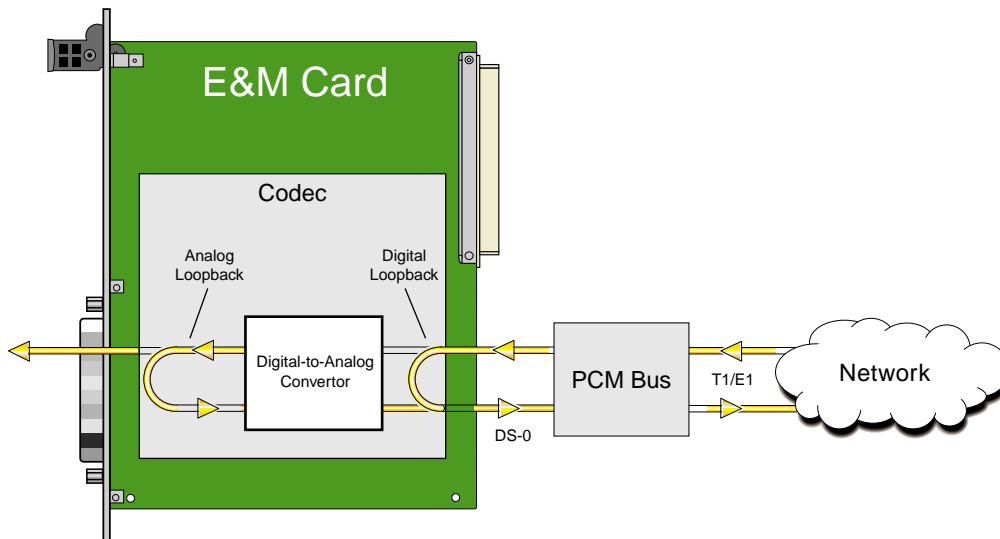 E&M Card
Codec
Analog
Loopback
Digital
Loopback
Digital-to-Analog
Convertor
PCM Bus
DS-0
T1/E1
Network